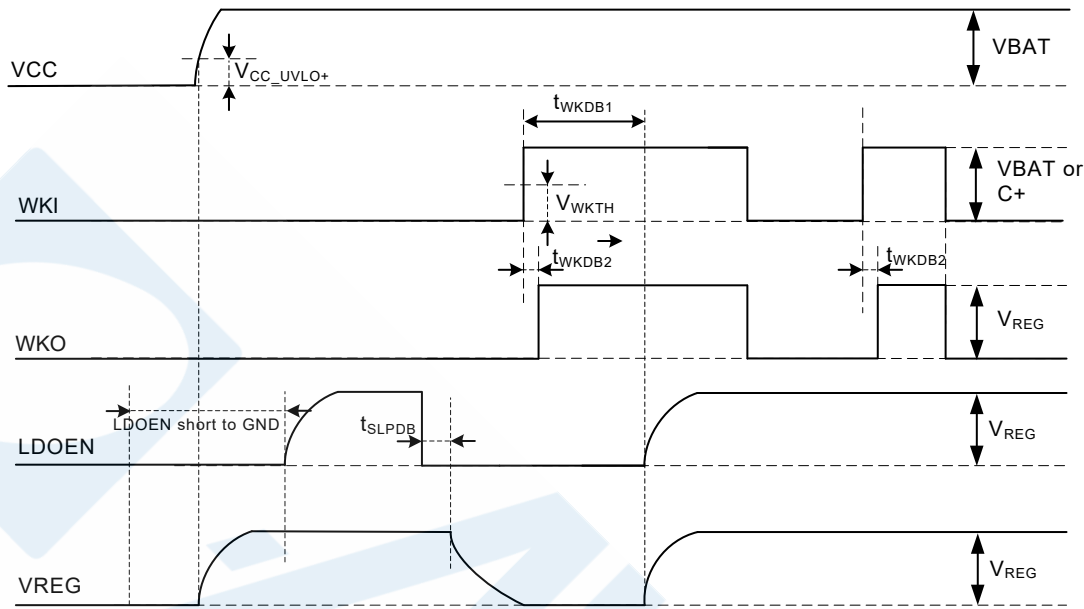 VCC
VCC_UVLO+
VBAT
tWKDB1
WKI
VWKTH
VBAT or
C+
tWKDB2
tWKDB2
WKO
VREG
LDOEN short to GND
tSLPDB
LDOEN
VREG
VREG
VREG